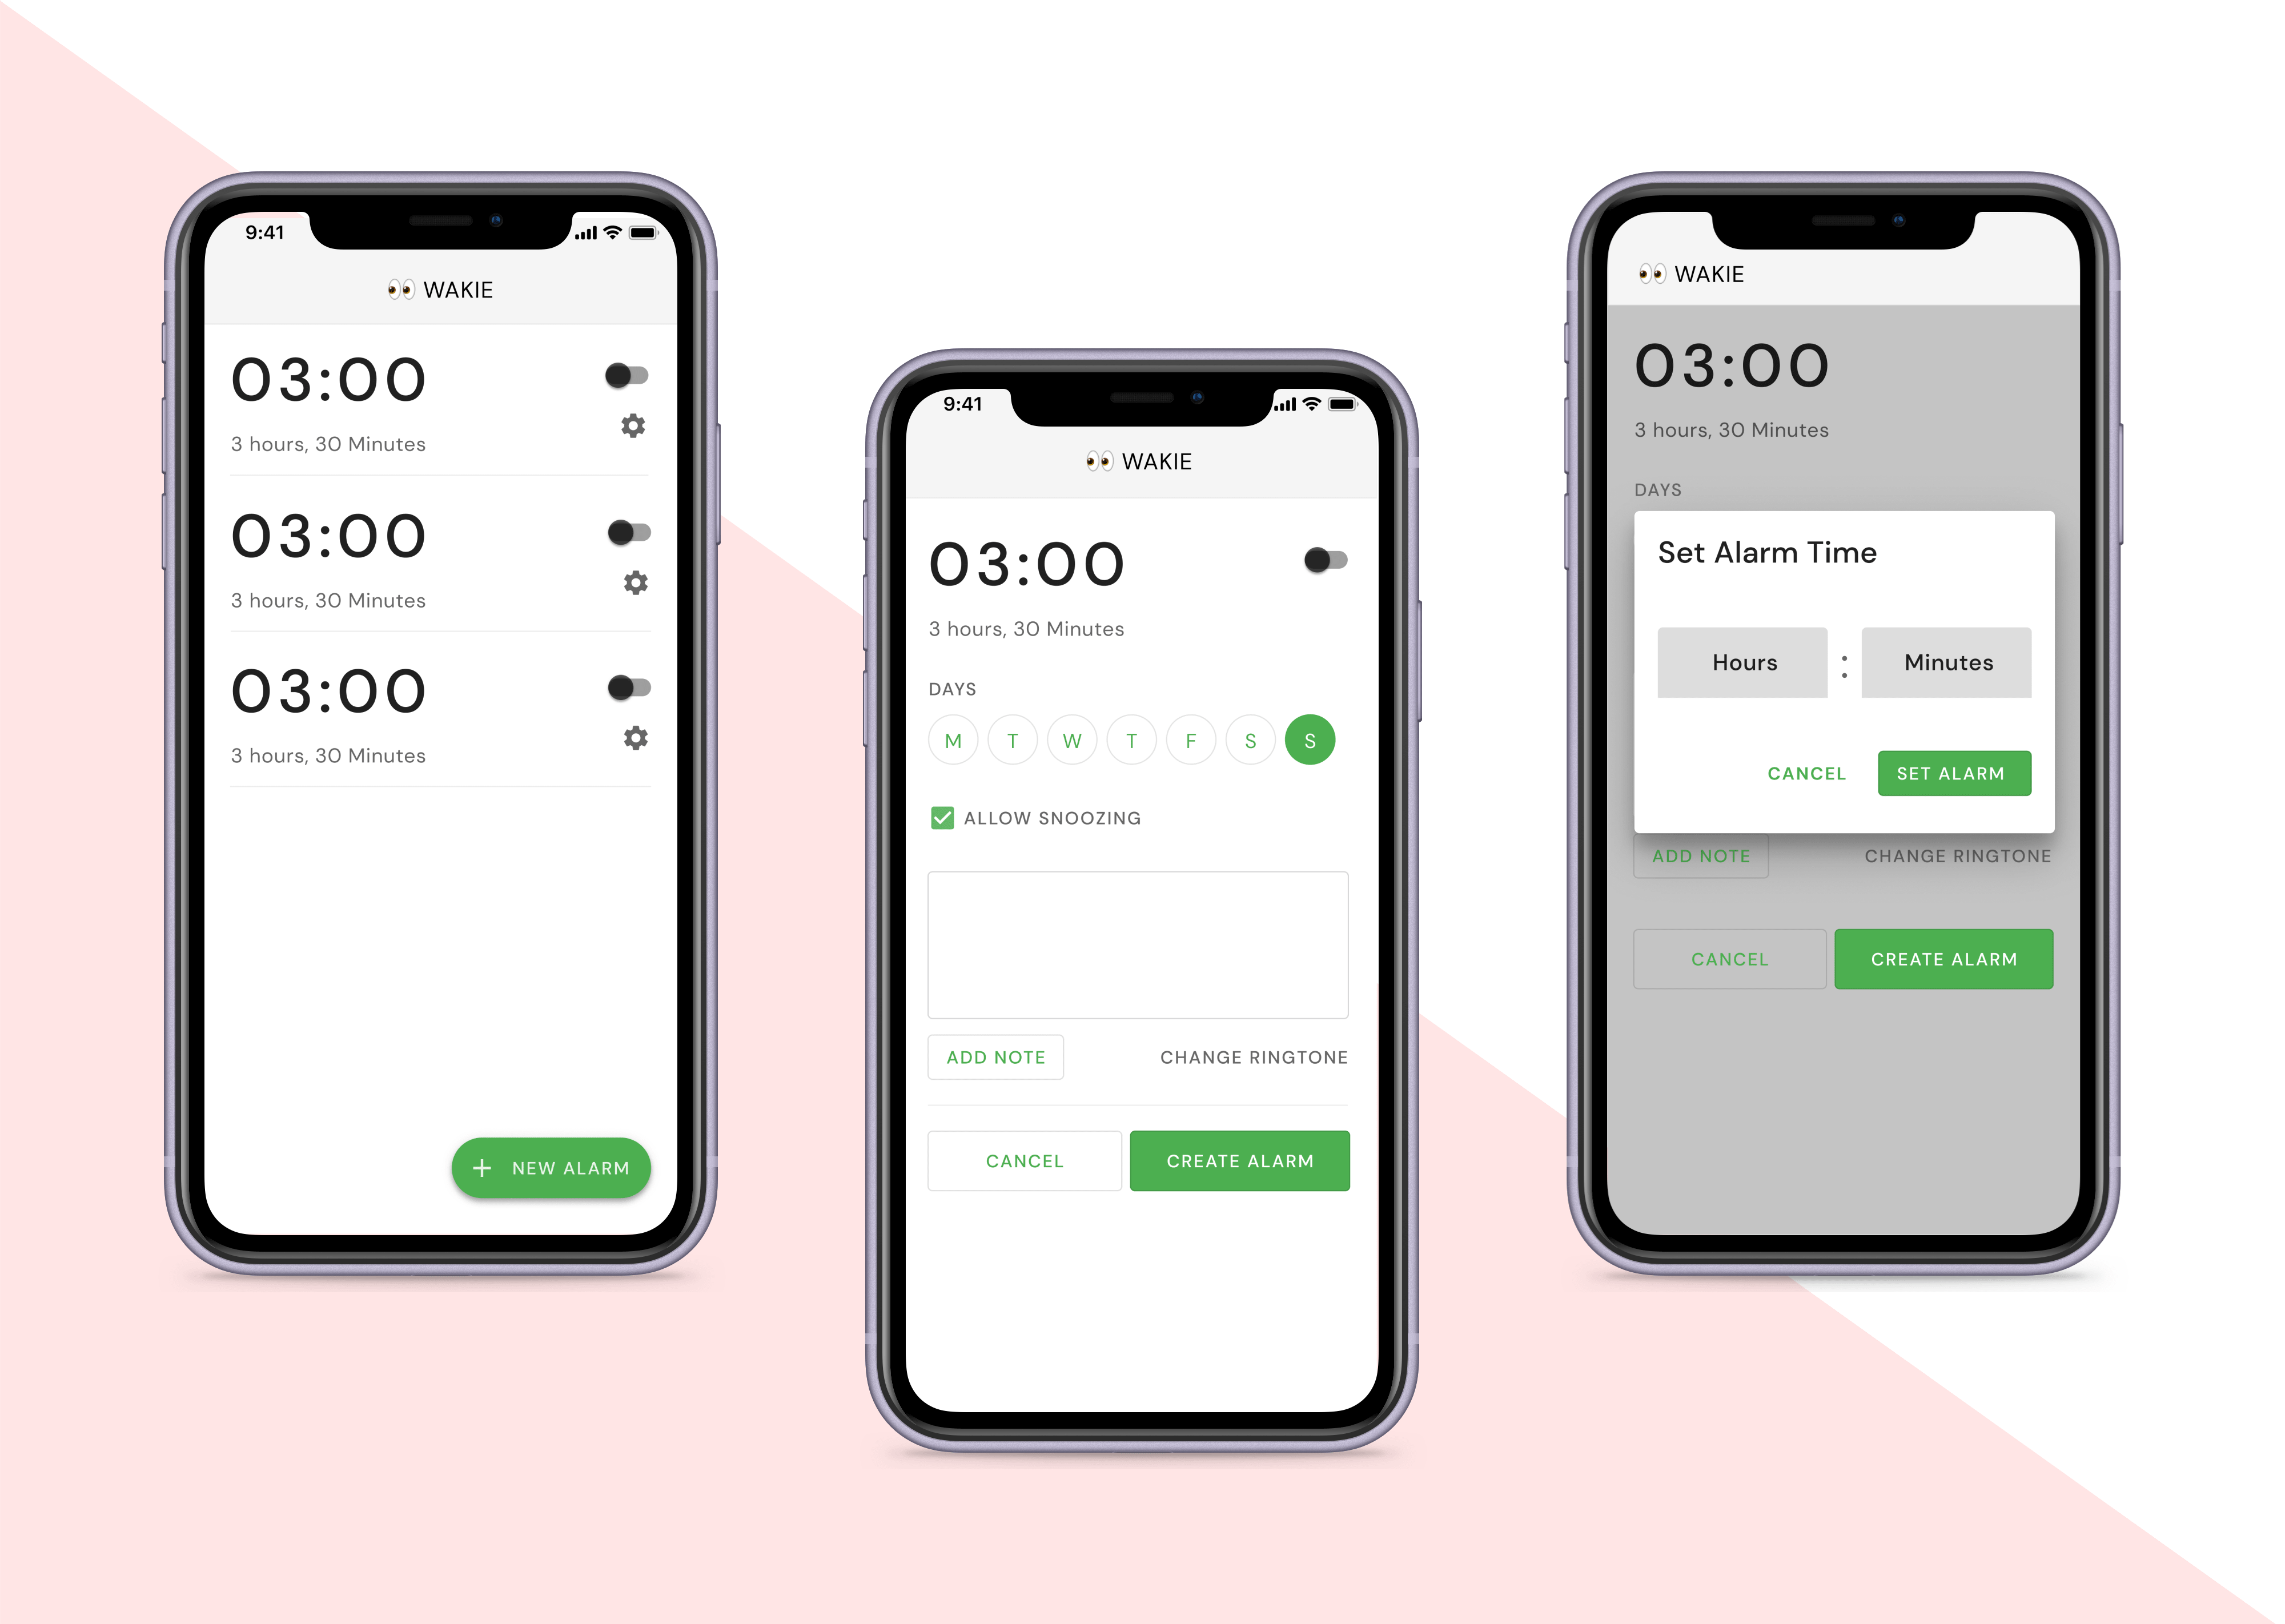 9:41
👀 WAKIE
03:00
3 hours, 30 Minutes
03:00
3 hours, 30 Minutes
03:00
3 hours, 30 Minutes
+ NEW ALARM
9:41
👀 WAKIE
03:00
3 hours, 30 Minutes
DAYS
M T W T F S S
ALLOW SNOOZING
ADD NOTE CHANGE RINGTONE
CANCEL CREATE ALARM
👀 WAKIE
03:00
3 hours, 30 Minutes
DAYS
Set Alarm Time
Hours : Minutes
CANCEL SET ALARM
ADD NOTE CHANGE RINGTONE
CANCEL CREATE ALARM